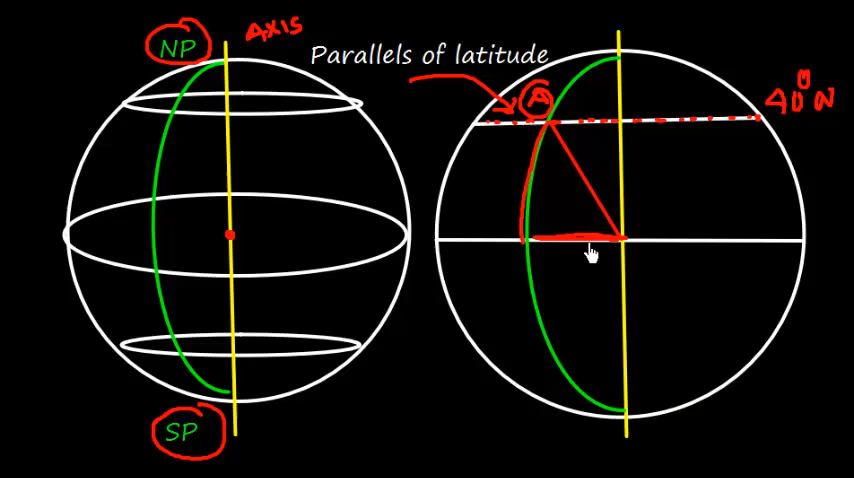 NP
AXIS
Parallels of latitude
A
40° N
SP